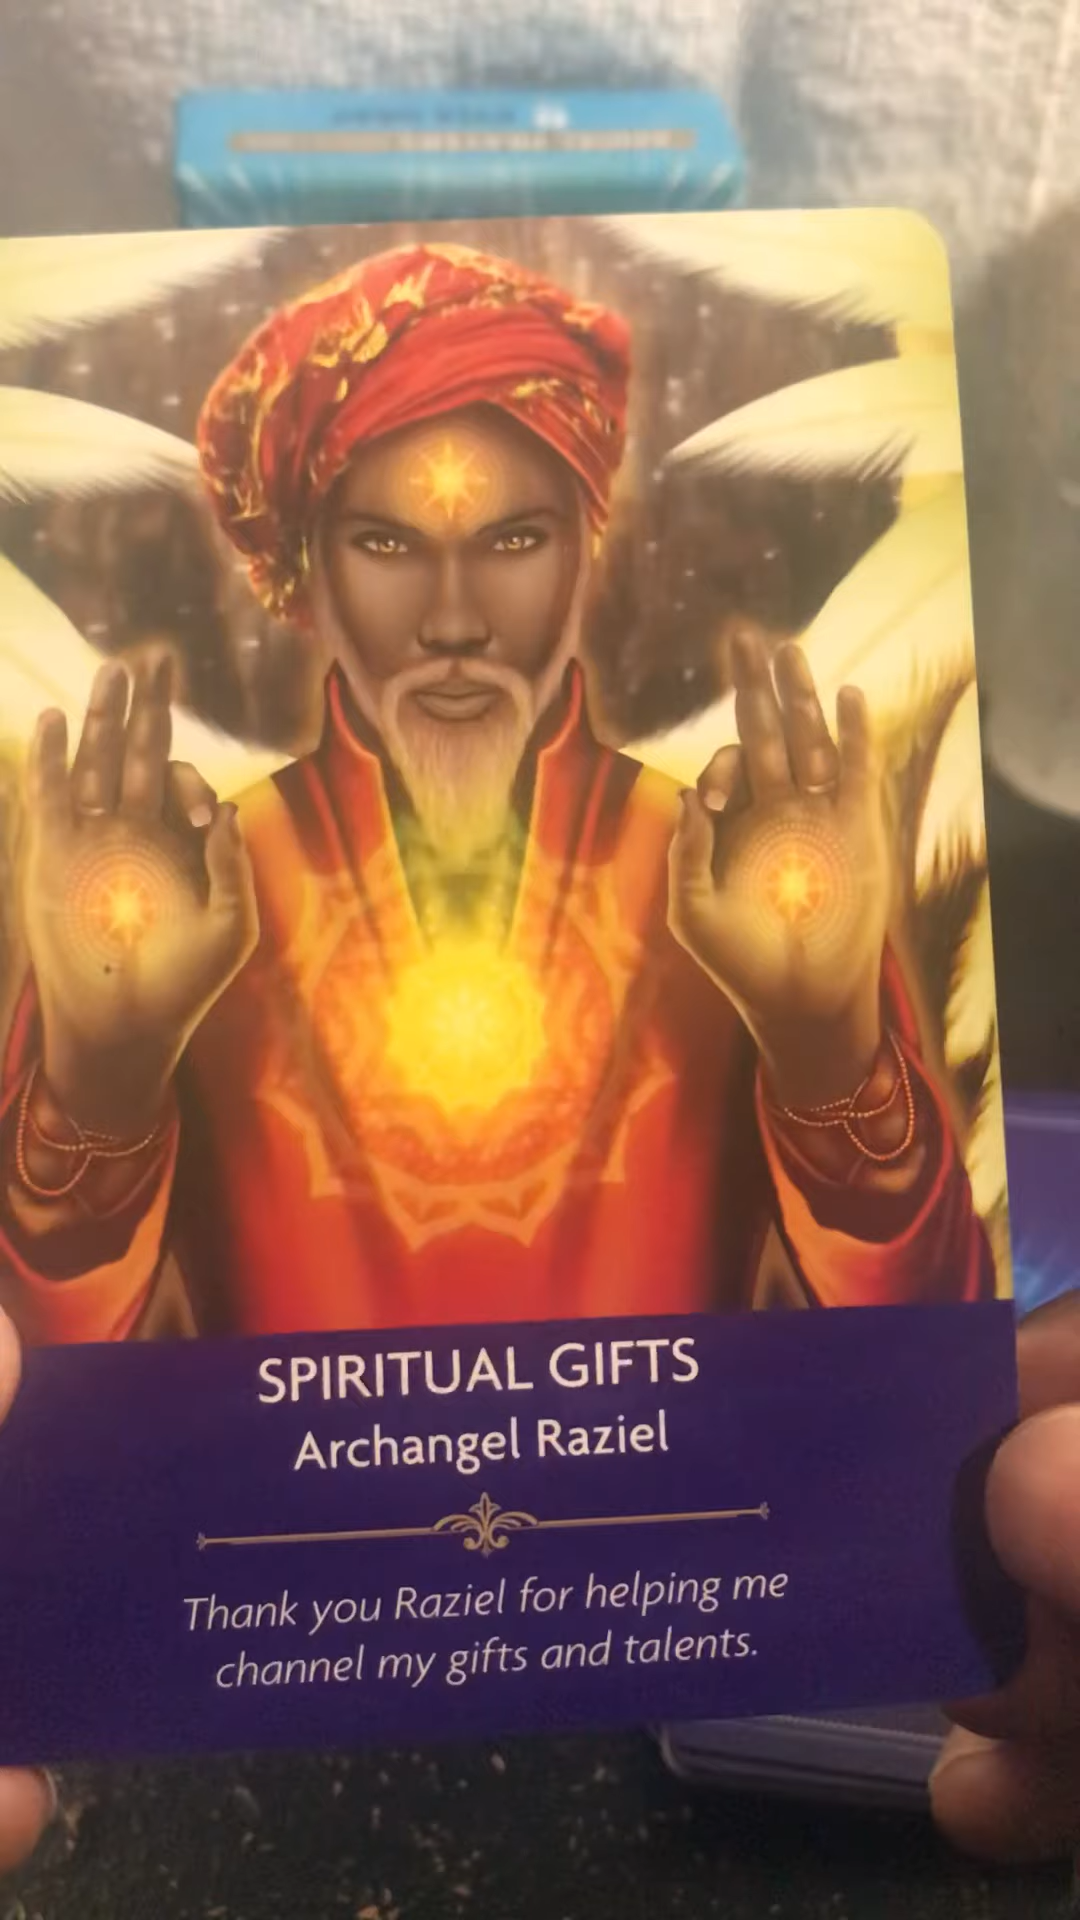 SPIRITUAL GIFTS
Archangel Raziel
Thank you Raziel for helping me
channel my gifts and talents.